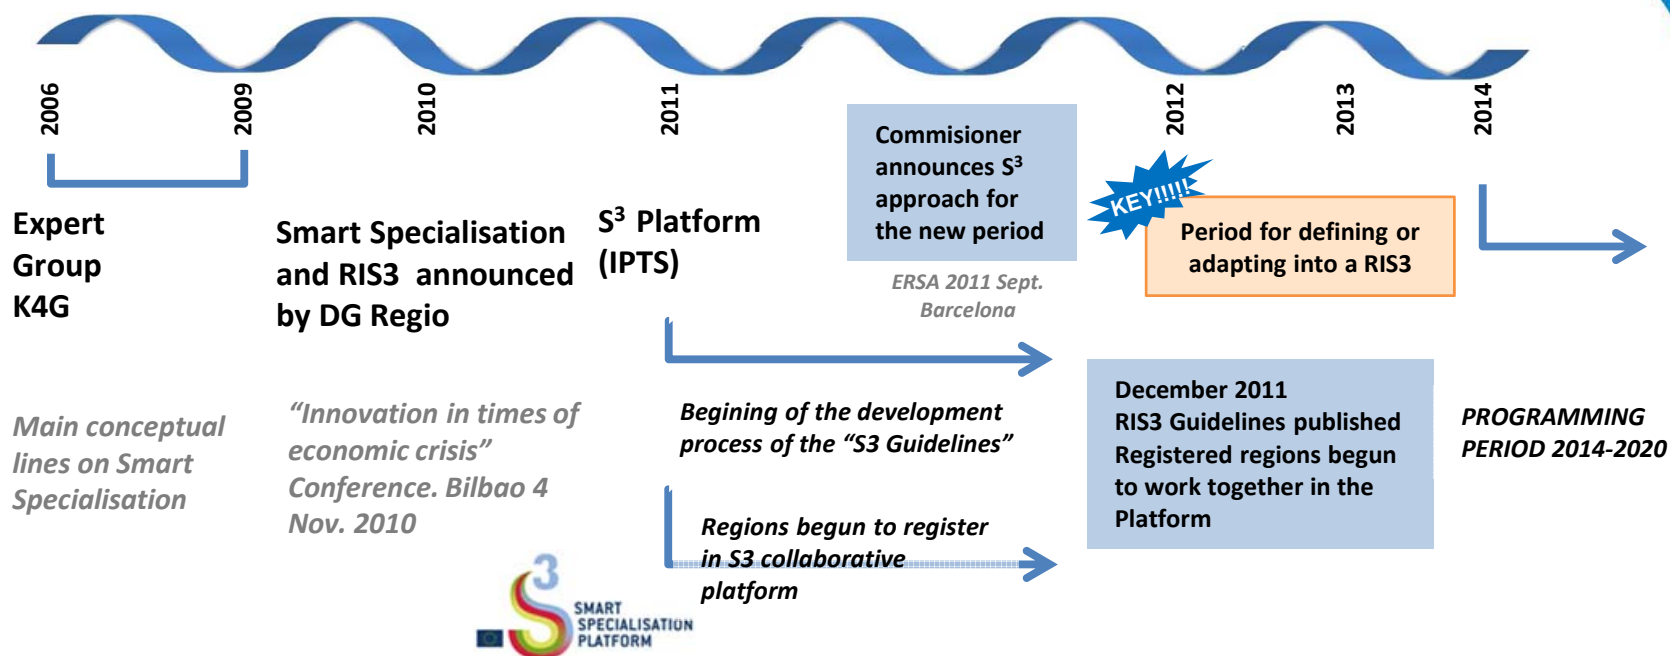 2006
2009
2010
2011
2012
2013
2014
Expert
Group
K4G
Main conceptual
lines on Smart
Specialisation
Smart Specialisation
and RIS3 announced
by DG Regio
“Innovation in times of
economic crisis”
Conference. Bilbao 4
Nov. 2010
S³ Platform
(IPTS)
Commisioner
announces S³
approach for
the new period
ERSA 2011 Sept.
Barcelona
Begining of the development
process of the “S3 Guidelines”
Regions begun to register
in S3 collaborative
platform
S3
SMART
SPECIALISATION
PLATFORM
KEY!!!!!
Period for defining or
adapting into a RIS3
December 2011
RIS3 Guidelines published
Registered regions begun
to work together in the
Platform
PROGRAMMING
PERIOD 2014-2020